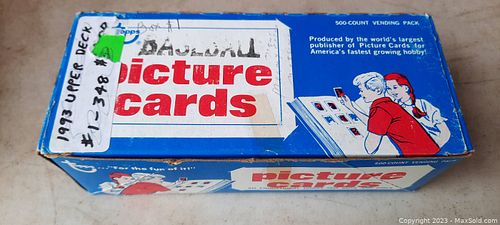 500-COUNT VENDING PACK
Produced by the world's largest
publisher of Picture Cards for
America's fastest growing hobby!
topps
BASEBALL
picture
cards
1993 UPPER DECK
#1-348
"for the fun of it!"
500-COUNT VENDING PACK
picture
cards
Copyright 2023 - MaxSold.com